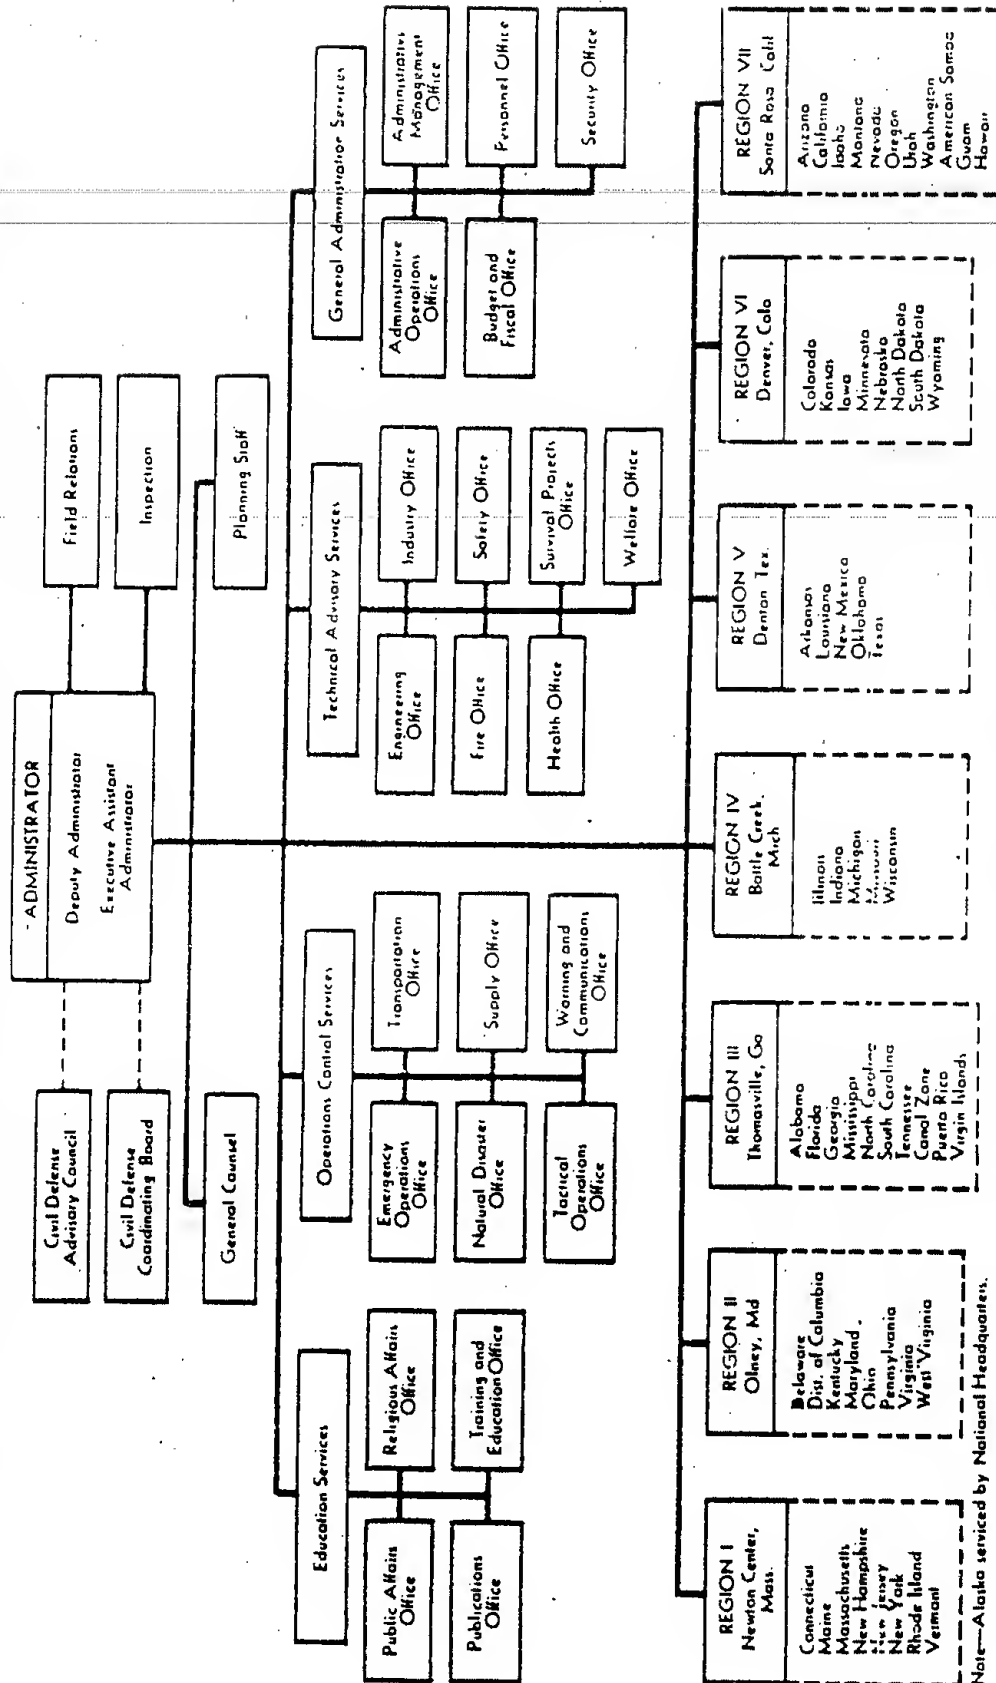 ADMINISTRATOR
Deputy Administrator
Executive Assistant
Administrator
Civil Defense
Advisory Council
Civil Defense
Coordinating Board
Field Relations
Inspection
General Counsel
Planning Staff
Education Services
Public Affairs
Office
Religious Affairs
Office
Publications
Office
Training and
Education Office
Operations Control Services
Emergency
Operations
Office
Transportation
Office
Natural Disaster
Office
Supply Office
Tactical
Operations
Office
Warning and
Communications
Office
Technical Advisory Services
Engineering
Office
Industry Office
Fire Office
Safety Office
Health Office
Survival Projects
Office
Welfare Office
General Administration Services
Administrative
Operations
Office
Administrative
Management
Office
Budget and
Fiscal Office
Personnel Office
Security Office
REGION I
Newton Center,
Mass.
Connecticut
Maine
Massachusetts
New Hampshire
New Jersey
New York
Rhode Island
Vermont
REGION II
Olney, Md
Delaware
Dist. of Columbia
Kentucky
Maryland
Ohio
Pennsylvania
Virginia
West Virginia
REGION III
Thomasville, Ga
Alabama
Florida
Georgia
Mississippi
North Carolina
South Carolina
Tennessee
Canal Zone
Puerto Rico
Virgin Islands
REGION IV
Battle Creek,
Mich
Illinois
Indiana
Michigan
Missouri
Wisconsin
REGION V
Denton Tex.
Arkansas
Louisiana
New Mexico
Oklahoma
Texas
REGION VI
Denver, Colo
Colorado
Kansas
Iowa
Minnesota
Nebraska
North Dakota
South Dakota
Wyoming
REGION VII
Santa Rosa Calif
Arizona
California
Idaho
Montana
Nevada
Oregon
Utah
Washington
American Samoa
Guam
Hawaii
Note—Alaska serviced by National Headquarters.